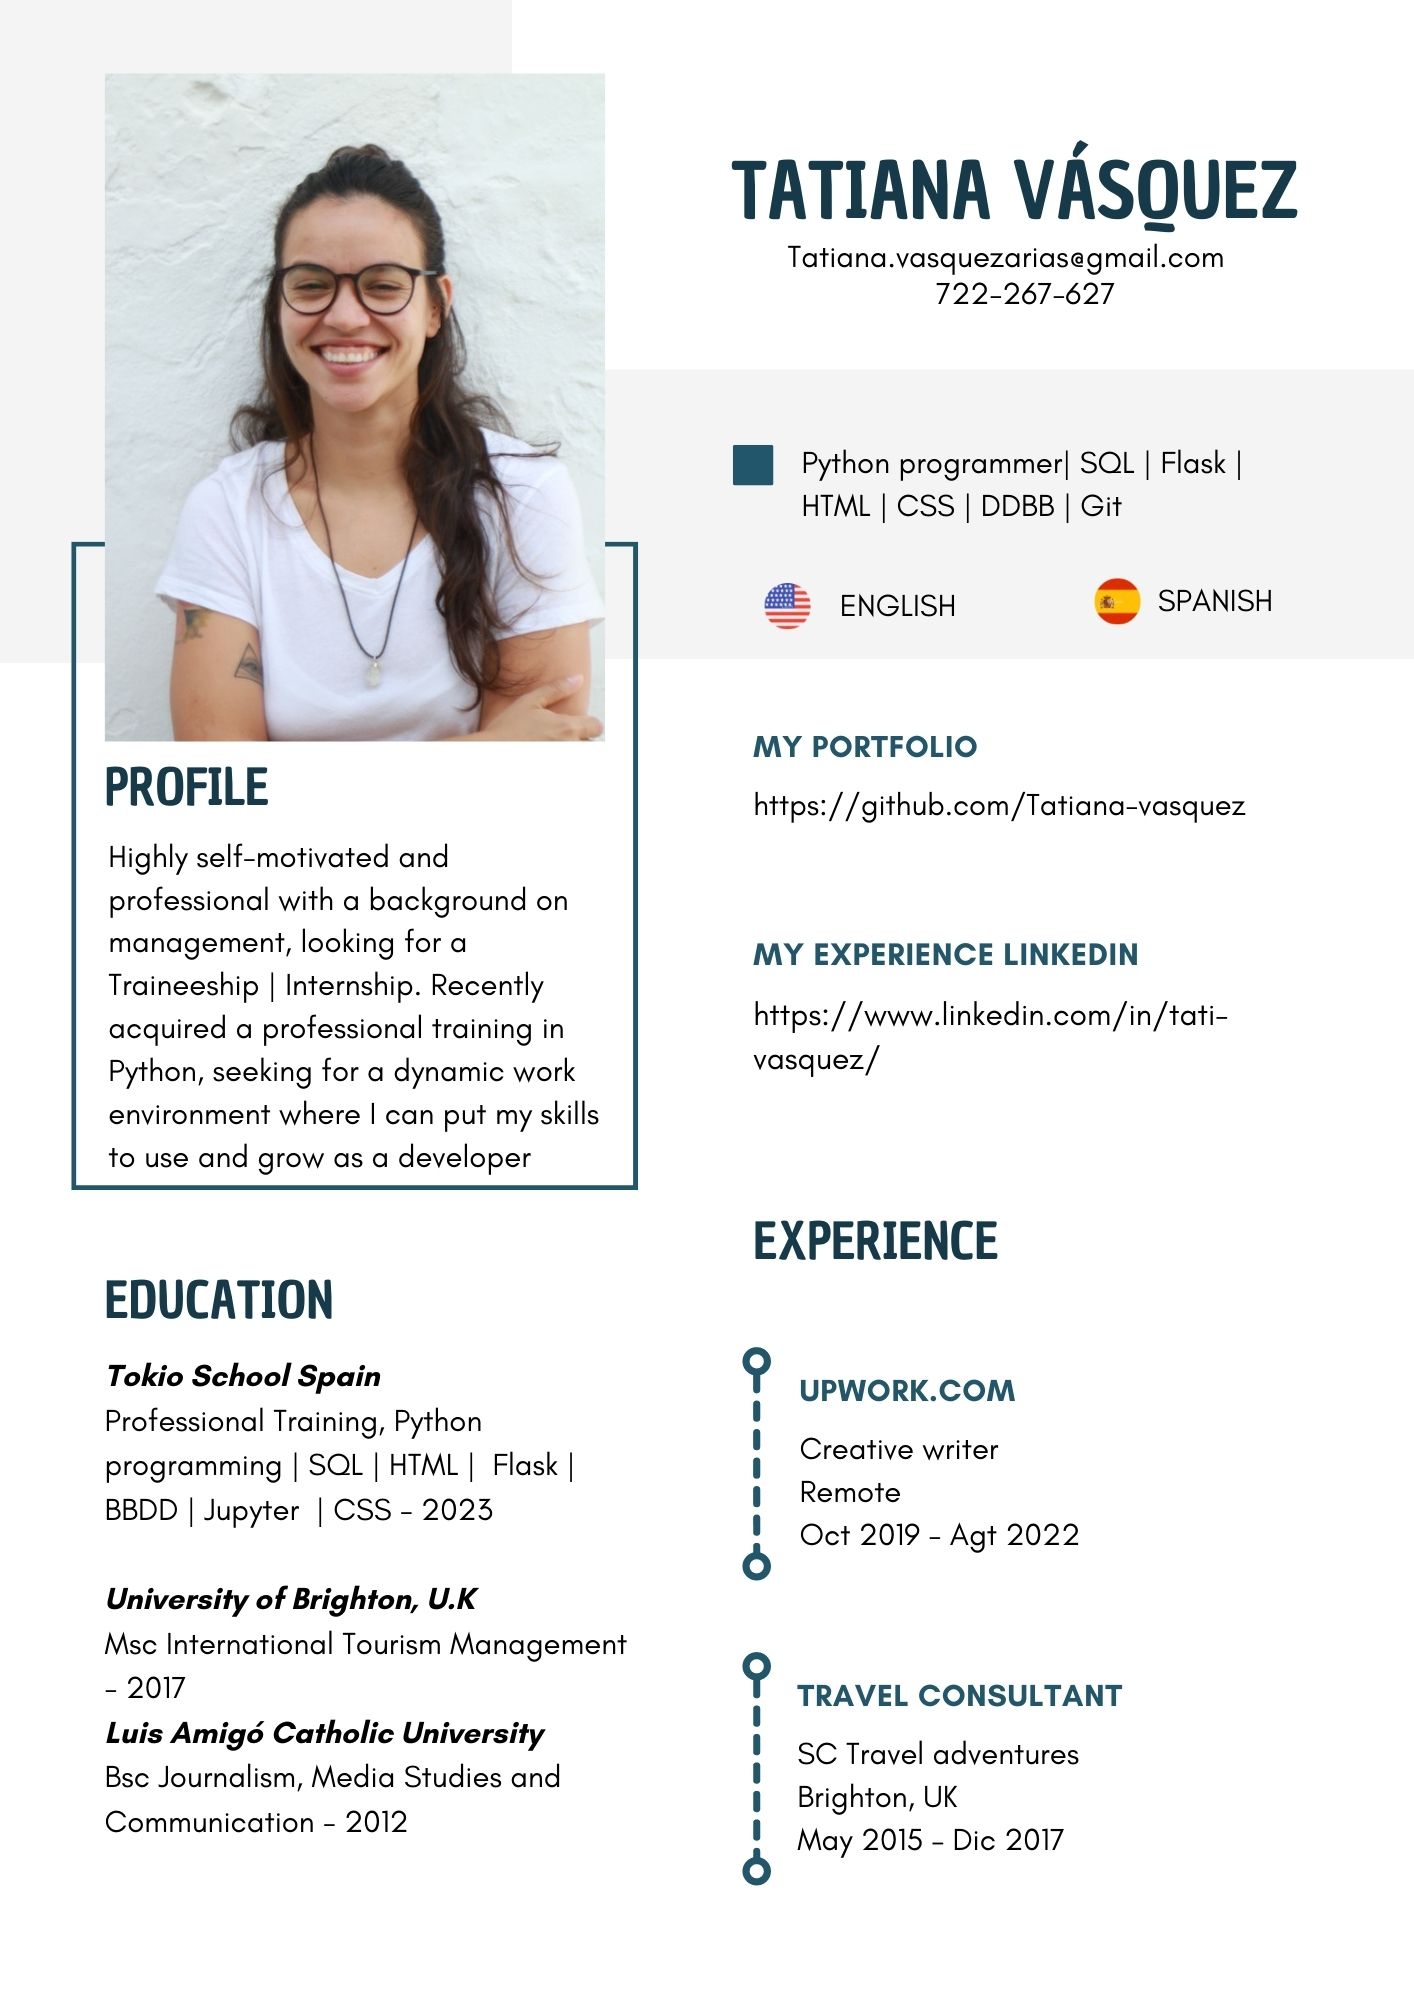 TATIANA VÁSQUEZ
Tatiana.vasquezarias@gmail.com
722-267-627
Python programmer| SQL | Flask |
HTML | CSS | DDBB | Git
ENGLISH
SPANISH
PROFILE
Highly self-motivated and
professional with a background on
management, looking for a
Traineeship | Internship. Recently
acquired a professional training in
Python, seeking for a dynamic work
environment where I can put my skills
to use and grow as a developer
MY PORTFOLIO
https://github.com/Tatiana-vasquez
MY EXPERIENCE LINKEDIN
https://www.linkedin.com/in/tati-
vasquez/
EDUCATION
Tokio School Spain
Professional Training, Python
programming | SQL | HTML |  Flask |
BBDD | Jupyter  | CSS - 2023
University of Brighton, U.K
Msc International Tourism Management
- 2017
Luis Amigó Catholic University
Bsc Journalism, Media Studies and
Communication - 2012
EXPERIENCE
UPWORK.COM
Creative writer
Remote
Oct 2019 - Agt 2022
TRAVEL CONSULTANT
SC Travel adventures
Brighton, UK
May 2015 - Dic 2017